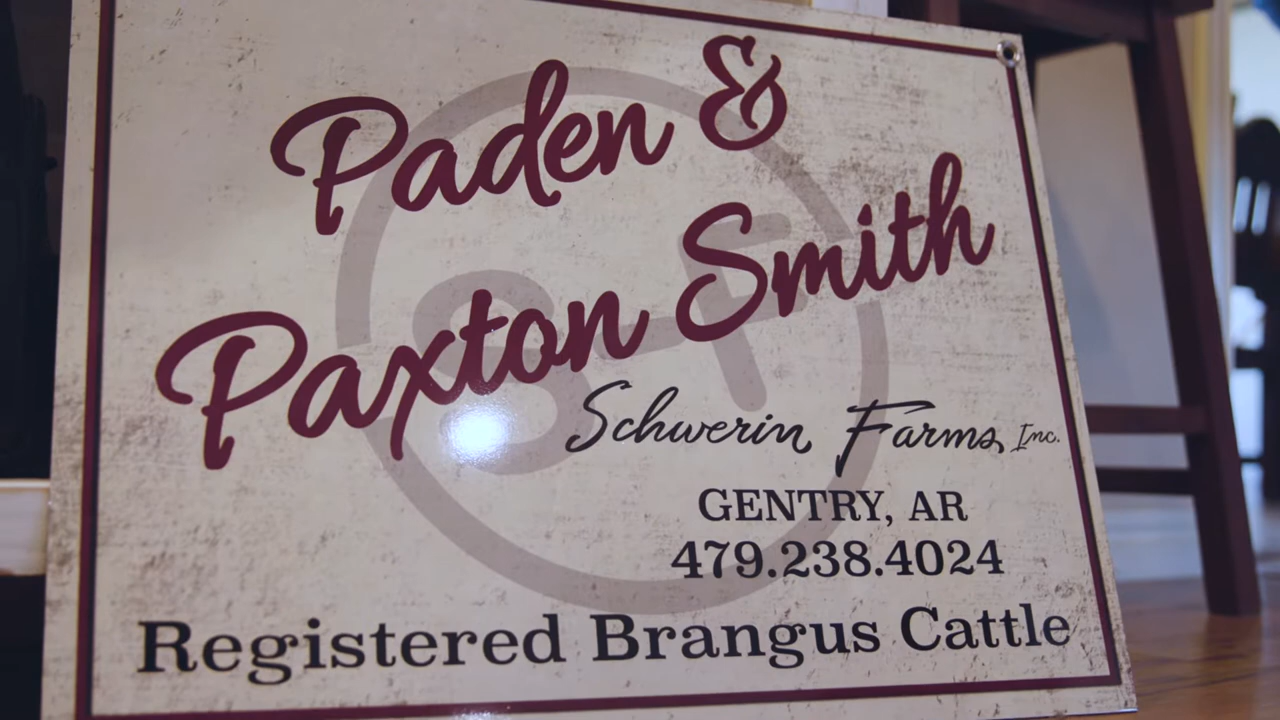 Paden &
Paxton Smith
Schwerin Farms, Inc.
GENTRY, AR
479.238.4024
Registered Brangus Cattle